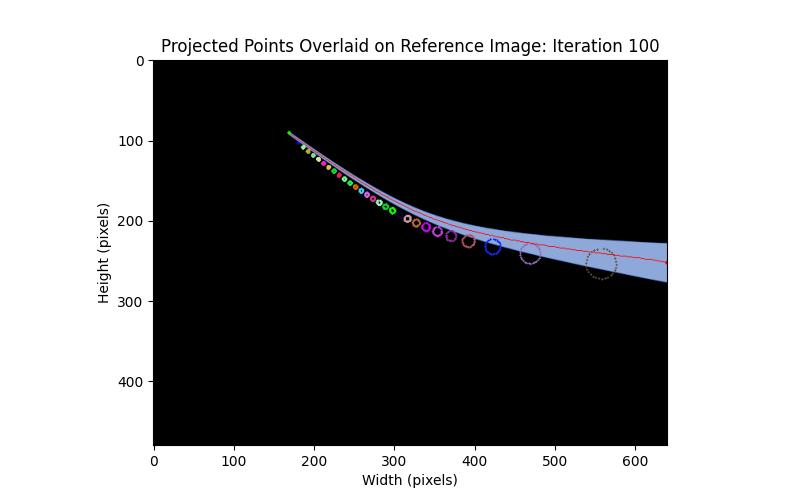 Projected Points Overlaid on Reference Image: Iteration 100
0
100
200
300
400
Height (pixels)
0 100 200 300 400 500 600
Width (pixels)